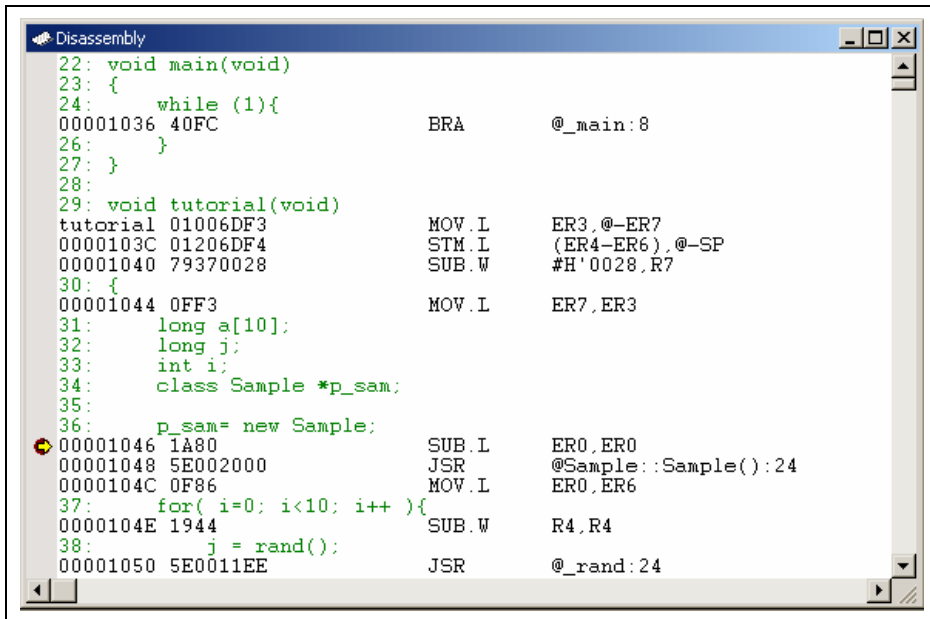 Disassembly
22: void main(void)
23: {
24:     while (1){
00001036 40FC BRA @_main:8
26:     }
27: }
28:
29: void tutorial(void)
tutorial 01006DF3 MOV.L ER3,@-ER7
0000103C 01206DF4 STM.L (ER4-ER6),@-SP
00001040 79370028 SUB.W #H'0028,R7
30: {
00001044 0FF3 MOV.L ER7,ER3
31:     long a[10];
32:     long j;
33:     int i;
34:     class Sample *p_sam;
35:
36:     p_sam= new Sample;
00001046 1A80 SUB.L ER0,ER0
00001048 5E002000 JSR @Sample::Sample():24
0000104C 0F86 MOV.L ER0,ER6
37:     for( i=0; i<10; i++ ){
0000104E 1944 SUB.W R4,R4
38:         j = rand();
00001050 5E0011EE JSR @_rand:24